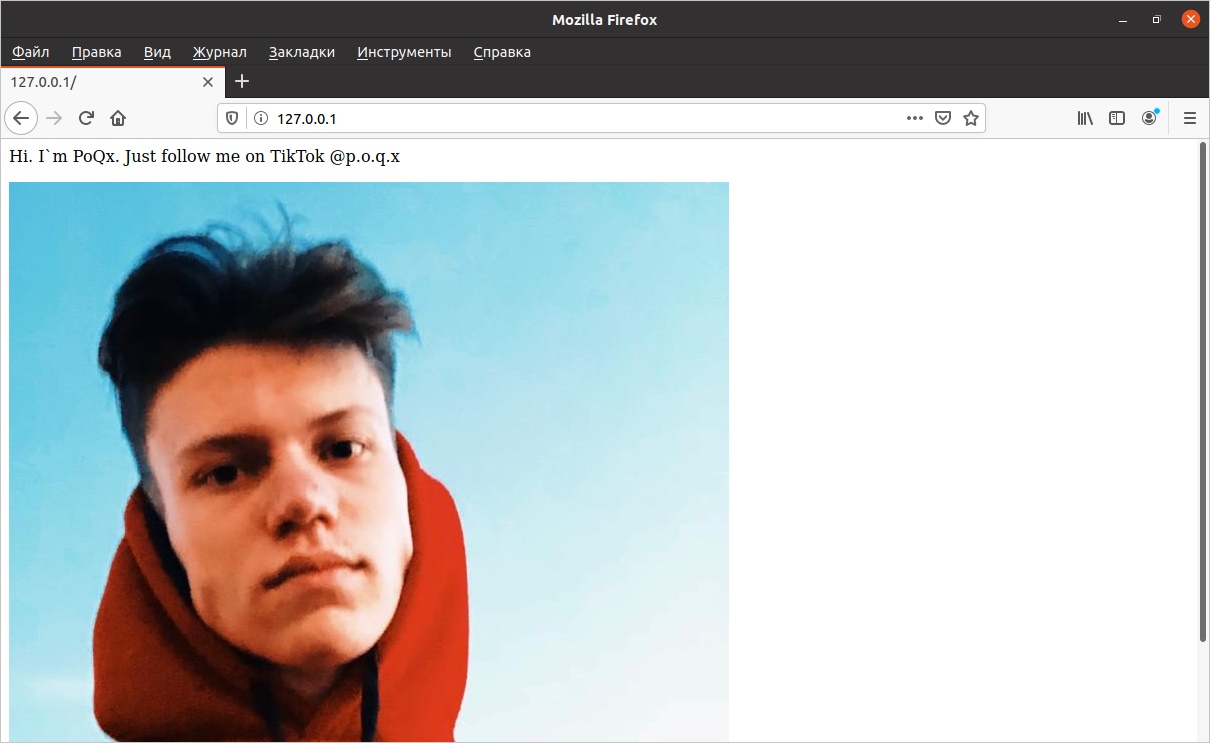 Mozilla Firefox
Файл Правка Вид Журнал Закладки Инструменты Справка
127.0.0.1/
127.0.0.1
Hi. I`m PoQx. Just follow me on TikTok @p.o.q.x